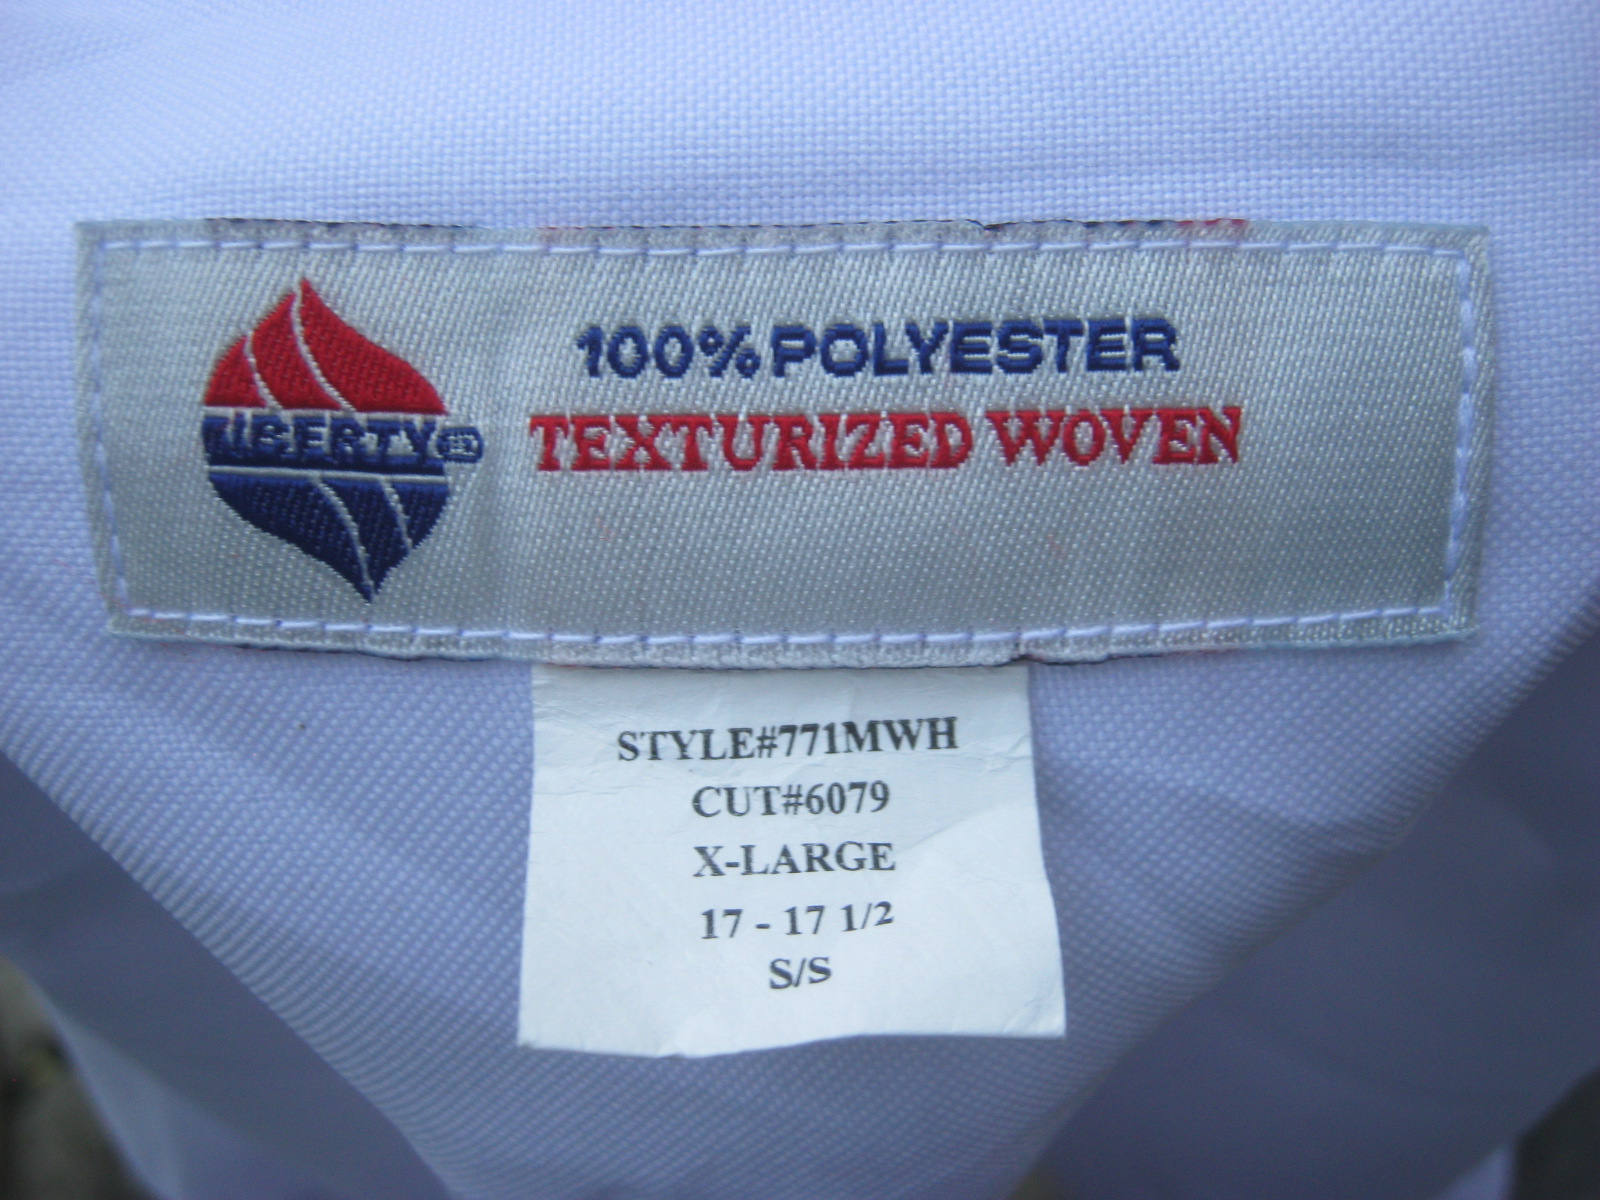 LIBERTY®
100% POLYESTER
TEXTURIZED WOVEN
STYLE#771MWH
CUT#6079
X-LARGE
17 - 17 1/2
S/S